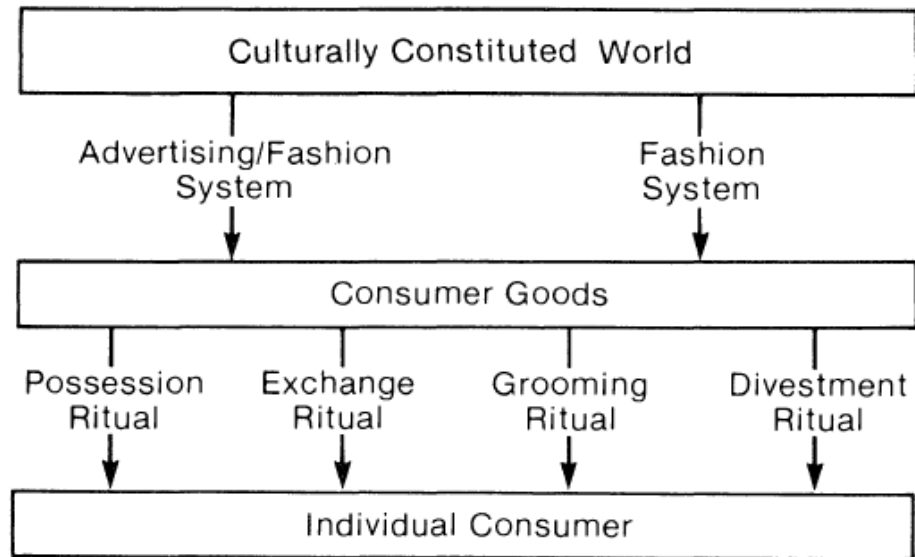 Culturally Constituted World
Advertising/Fashion
System
Fashion
System
Consumer Goods
Possession
Ritual
Exchange
Ritual
Grooming
Ritual
Divestment
Ritual
Individual Consumer